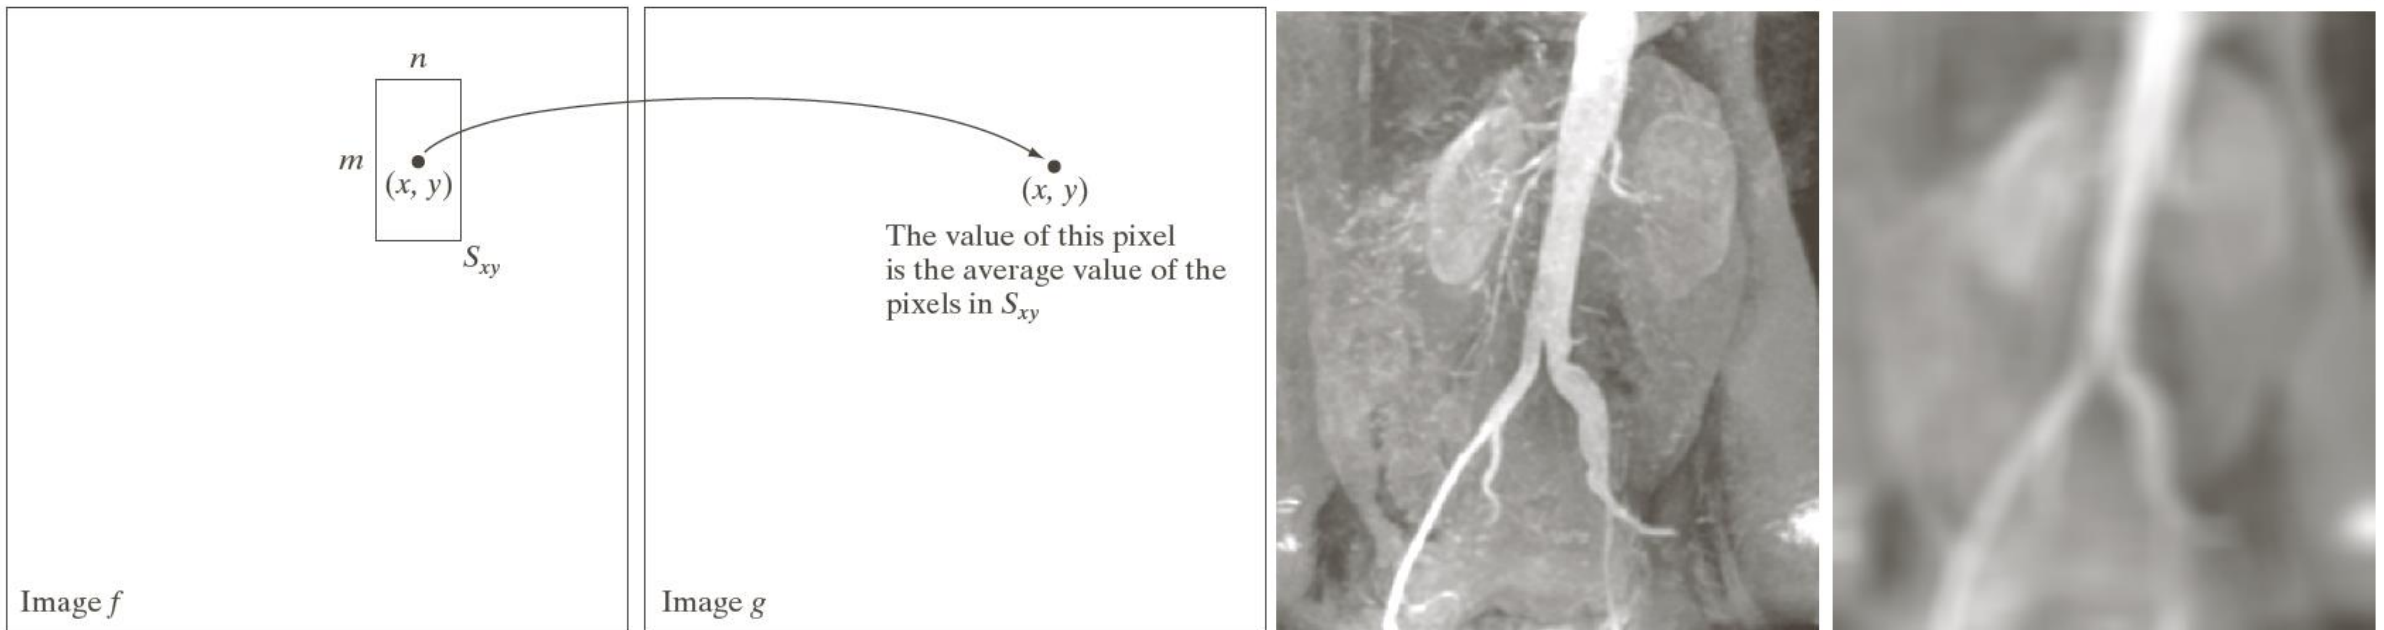 n
m
(x, y)
S_xy
Image f
(x, y)
The value of this pixel
is the average value of the
pixels in S_xy
Image g